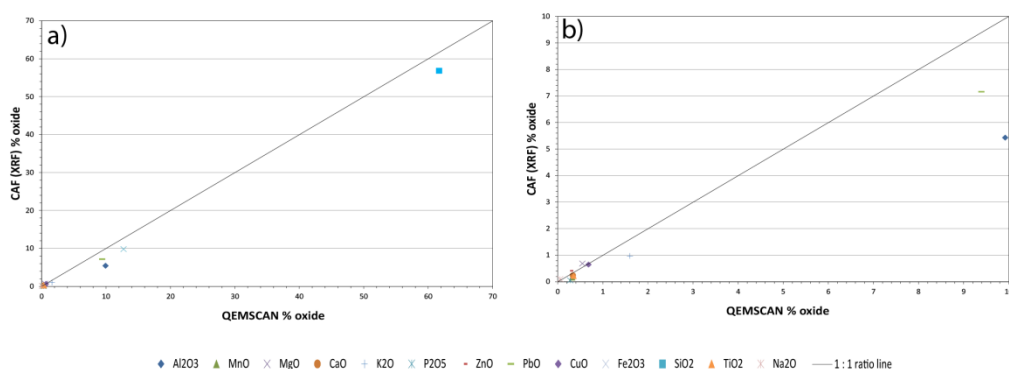 a)
CAF (XRF) % oxide
70
60
50
40
30
20
10
0
0 10 20 30 40 50 60 70
QEMSCAN % oxide
b)
CAF (XRF) % oxide
10
9
8
7
6
5
4
3
2
1
0
0 1 2 3 4 5 6 7 8 9 10
QEMSCAN % oxide
Al2O3 MnO MgO CaO K2O P2O5 ZnO PbO CuO Fe2O3 SiO2 TiO2 Na2O 1 : 1 ratio line